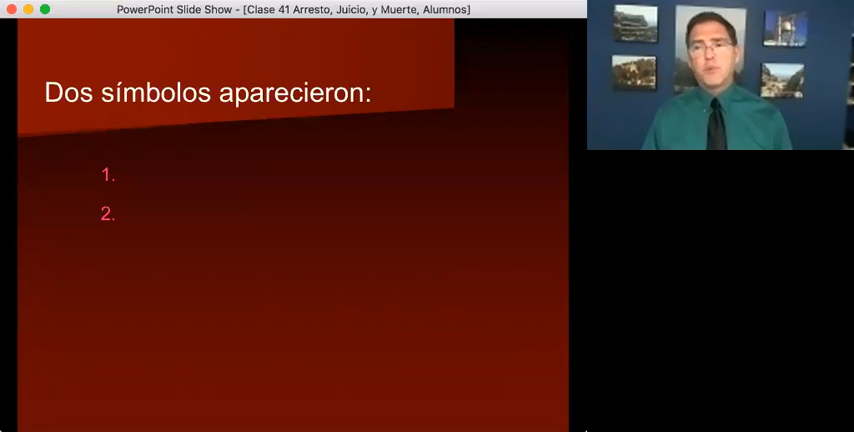 PowerPoint Slide Show - [Clase 41 Arresto, Juicio, y Muerte, Alumnos]
Dos símbolos aparecieron:
1.
2.